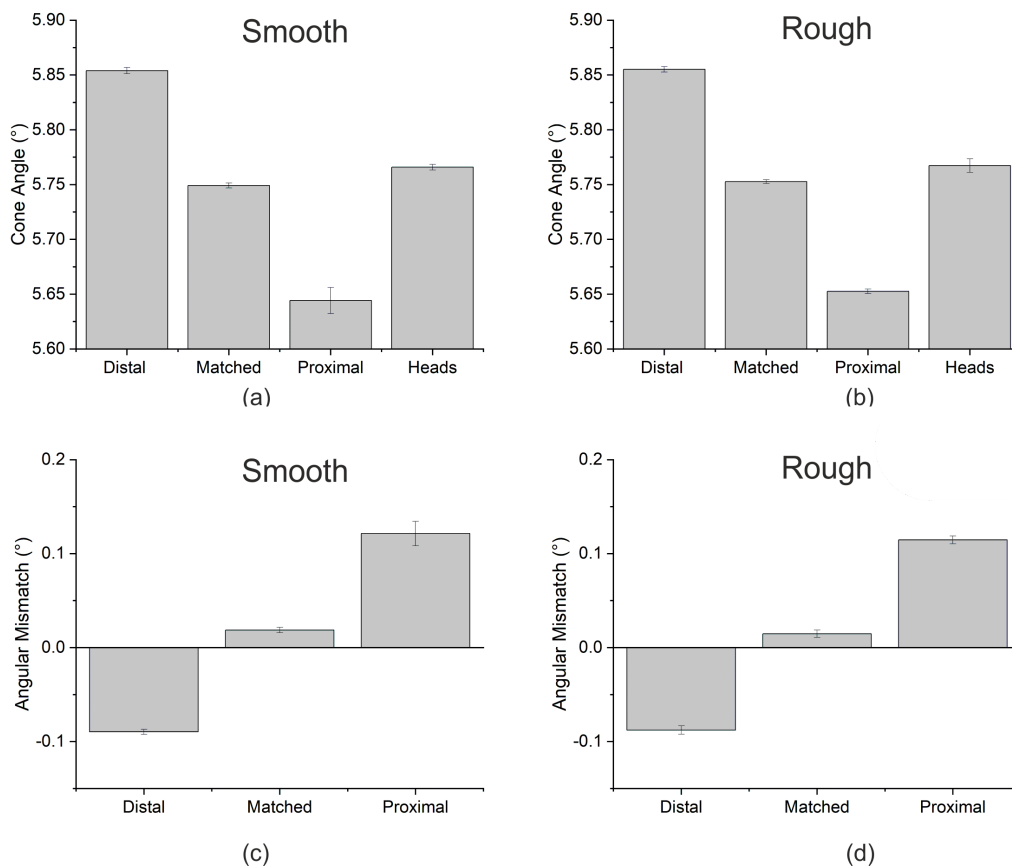 Smooth
Cone Angle (°)
5.90
5.85
5.80
5.75
5.70
5.65
5.60
Distal Matched Proximal Heads
(a)
Rough
Cone Angle (°)
5.90
5.85
5.80
5.75
5.70
5.65
5.60
Distal Matched Proximal Heads
(b)
Smooth
Angular Mismatch (°)
0.2
0.1
0.0
-0.1
Distal Matched Proximal
(c)
Rough
Angular Mismatch (°)
0.2
0.1
0.0
-0.1
Distal Matched Proximal
(d)